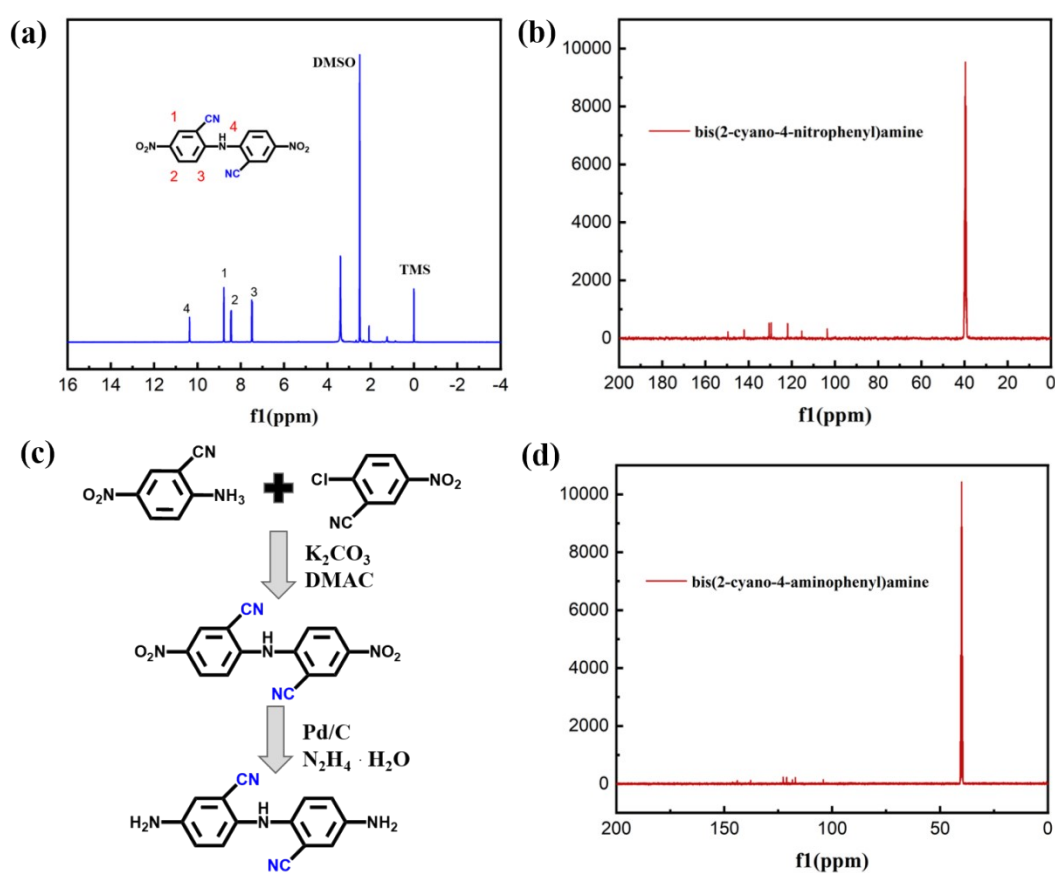 (a)
DMSO
1
CN
4
H
O₂N
N
NO₂
2
3
NC
TMS
4
1
2
3
16 14 12 10 8 6 4 2 0 -2 -4
f1(ppm)
(b)
10000
8000
6000
4000
2000
0
bis(2-cyano-4-nitrophenyl)amine
200 180 160 140 120 100 80 60 40 20 0
f1(ppm)
(c)
CN
O₂N
NH₃
Cl
NO₂
NC
K₂CO₃
DMAC
CN
H
O₂N
N
NO₂
NC
Pd/C
N₂H₄ · H₂O
CN
H
H₂N
N
NH₂
NC
(d)
10000
8000
6000
4000
2000
0
bis(2-cyano-4-aminophenyl)amine
200 150 100 50 0
f1(ppm)